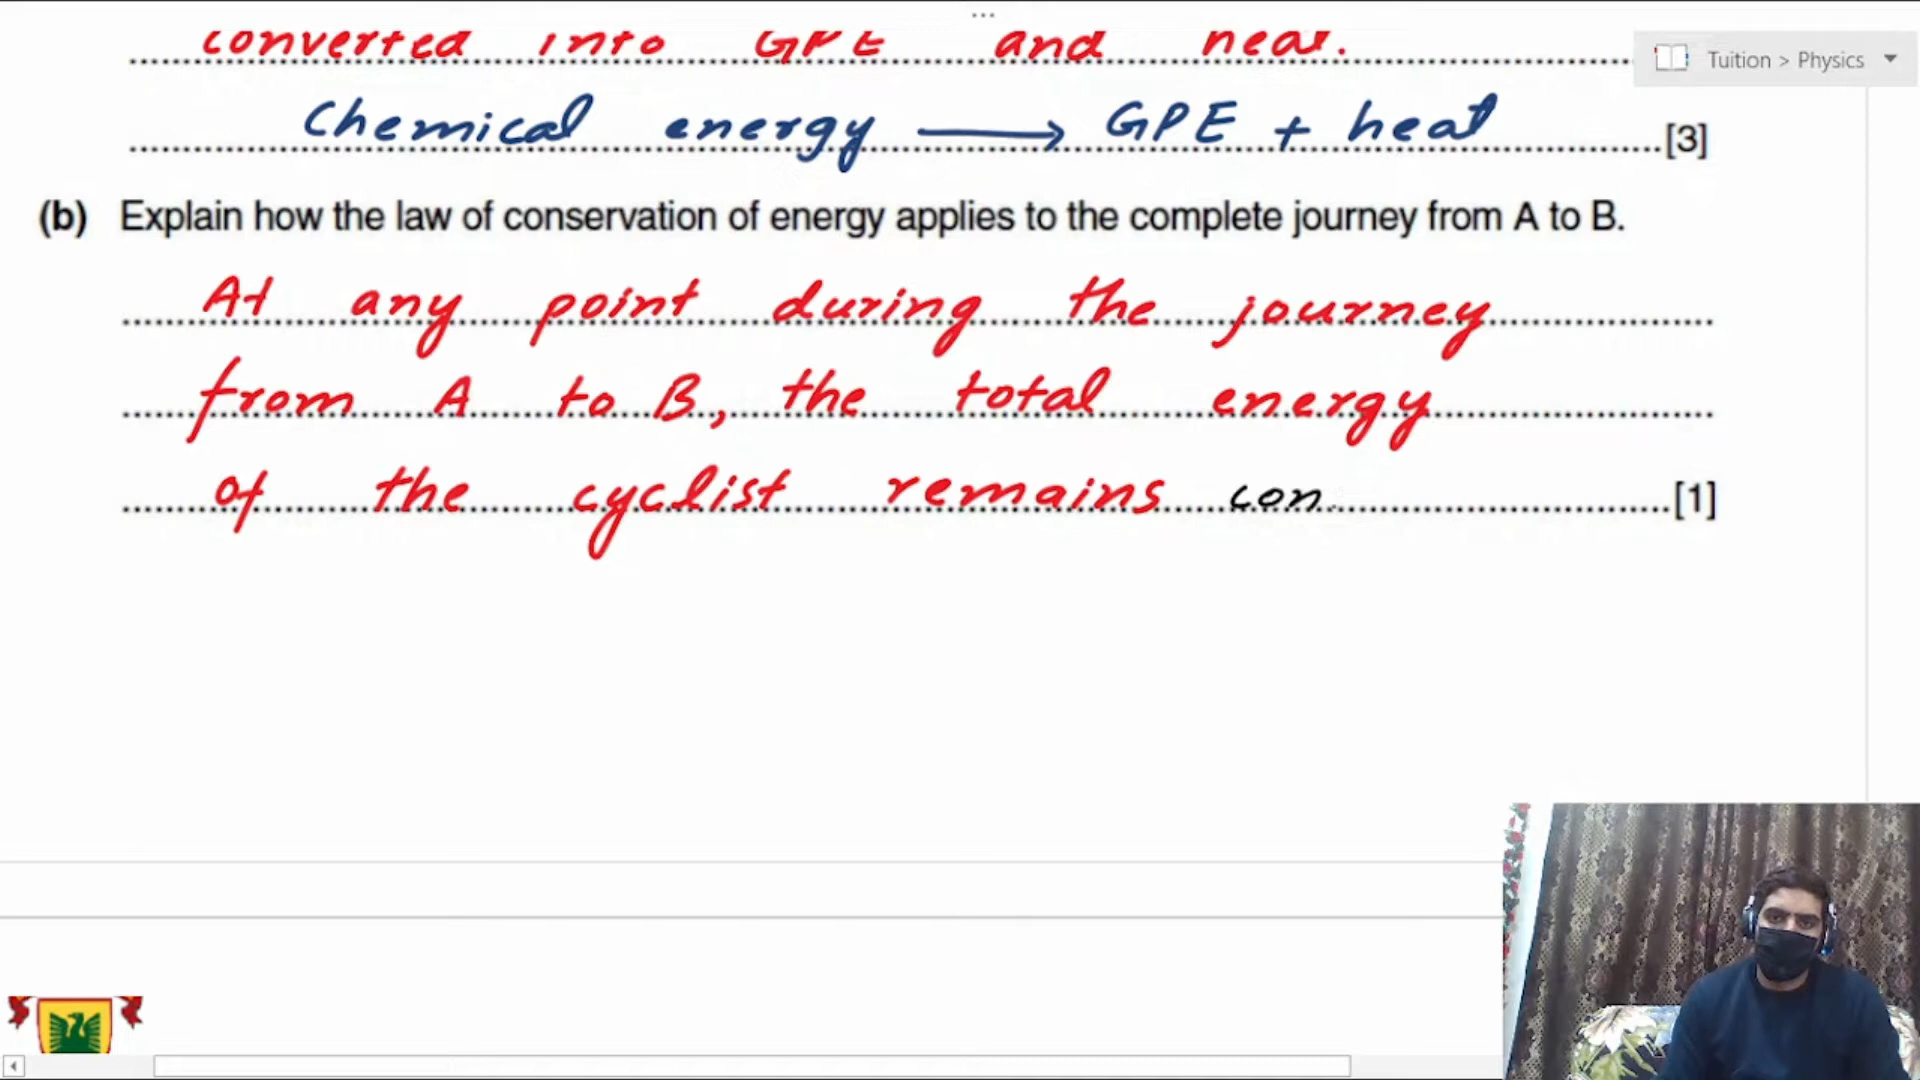 ...
converted into GPE and heat.
Tuition > Physics
Chemical energy → GPE + heat [3]
(b) Explain how the law of conservation of energy applies to the complete journey from A to B.
At any point during the journey
from A to B, the total energy
of the cyclist remains con [1]